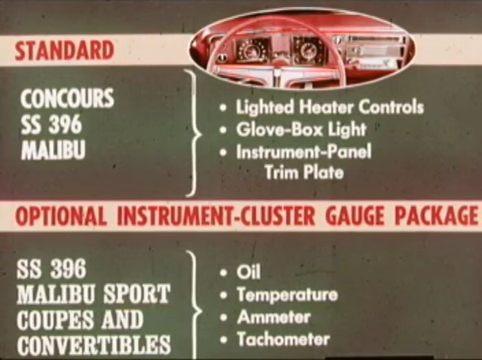 STANDARD
CONCOURS
SS 396
MALIBU
• Lighted Heater Controls
• Glove-Box Light
• Instrument-Panel
Trim Plate
OPTIONAL INSTRUMENT-CLUSTER GAUGE PACKAGE
SS 396
MALIBU SPORT
COUPES AND
CONVERTIBLES
• Oil
• Temperature
• Ammeter
• Tachometer